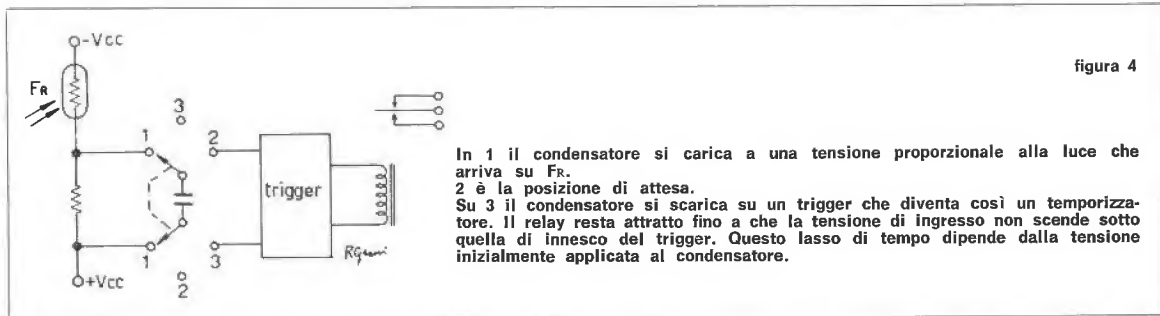 -Vcc
figura 4
FR
3
1
2
trigger
In 1 il condensatore si carica a una tensione proporzionale alla luce che
arriva su FR.
2 è la posizione di attesa.
Su 3 il condensatore si scarica su un trigger che diventa così un temporizza-
tore. Il relay resta attratto fino a che la tensione di ingresso non scende sotto
quella di innesco del trigger. Questo lasso di tempo dipende dalla tensione
inizialmente applicata al condensatore.
1
3
+Vcc
2